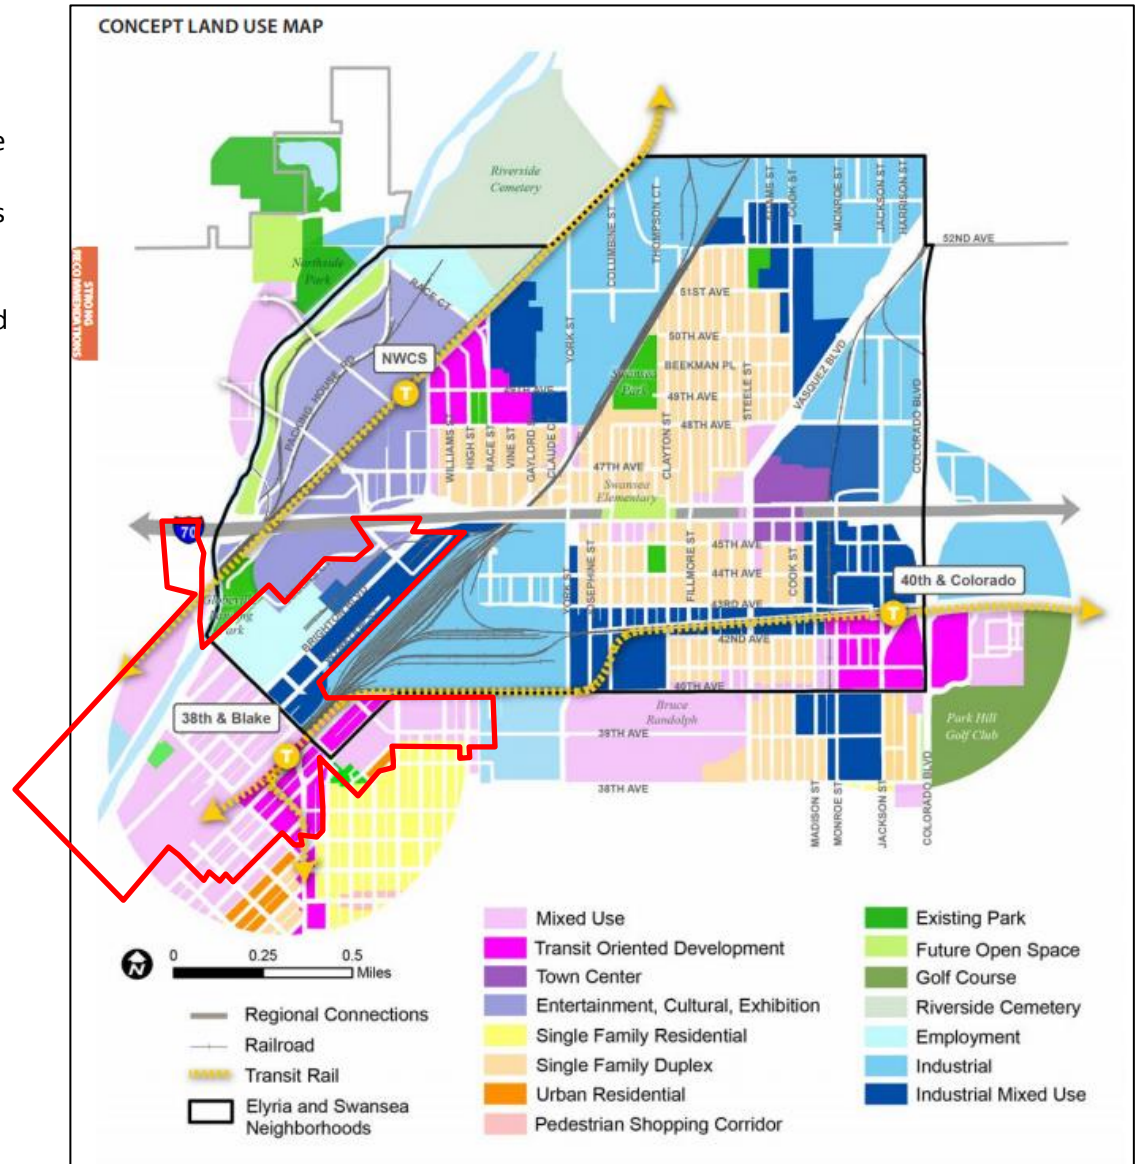 CONCEPT LAND USE MAP
e
s
d
STRONG
RECOMMENDATIONS
Riverside
Cemetery
Northside
Park
RACE CT
NWCS
PACKING HOUSE RD
COLUMBINE ST
THOMPSON CT
ADAMS ST
COOK ST
MONROE ST
JACKSON ST
HARRISON ST
52ND AVE
51ST AVE
50TH AVE
BEEKMAN PL
49TH AVE
48TH AVE
47TH AVE
YORK ST
Swansea
Park
STEELE ST
VASQUEZ BLVD
COLORADO BLVD
WILLIAMS ST
HIGH ST
RACE ST
VINE ST
GAYLORD S
CLAUDE C
CLAYTON ST
Swansea
Elementary
70
45TH AVE
44TH AVE
43RD AVE
42ND AVE
40TH AVE
YORK ST
JOSEPHINE ST
FILLMORE ST
COOK ST
40th & Colorado
T
T
T
Park
BRIGHTON BLVD
38th & Blake
Bruce
Randolph
39TH AVE
38TH AVE
Park Hill
Golf Club
MADISON ST
MONROE ST
JACKSON ST
COLORADO BLVD
N
0 0.25 0.5
Miles
Regional Connections
Railroad
Transit Rail
Elyria and Swansea
Neighborhoods
Mixed Use
Transit Oriented Development
Town Center
Entertainment, Cultural, Exhibition
Single Family Residential
Single Family Duplex
Urban Residential
Pedestrian Shopping Corridor
Existing Park
Future Open Space
Golf Course
Riverside Cemetery
Employment
Industrial
Industrial Mixed Use